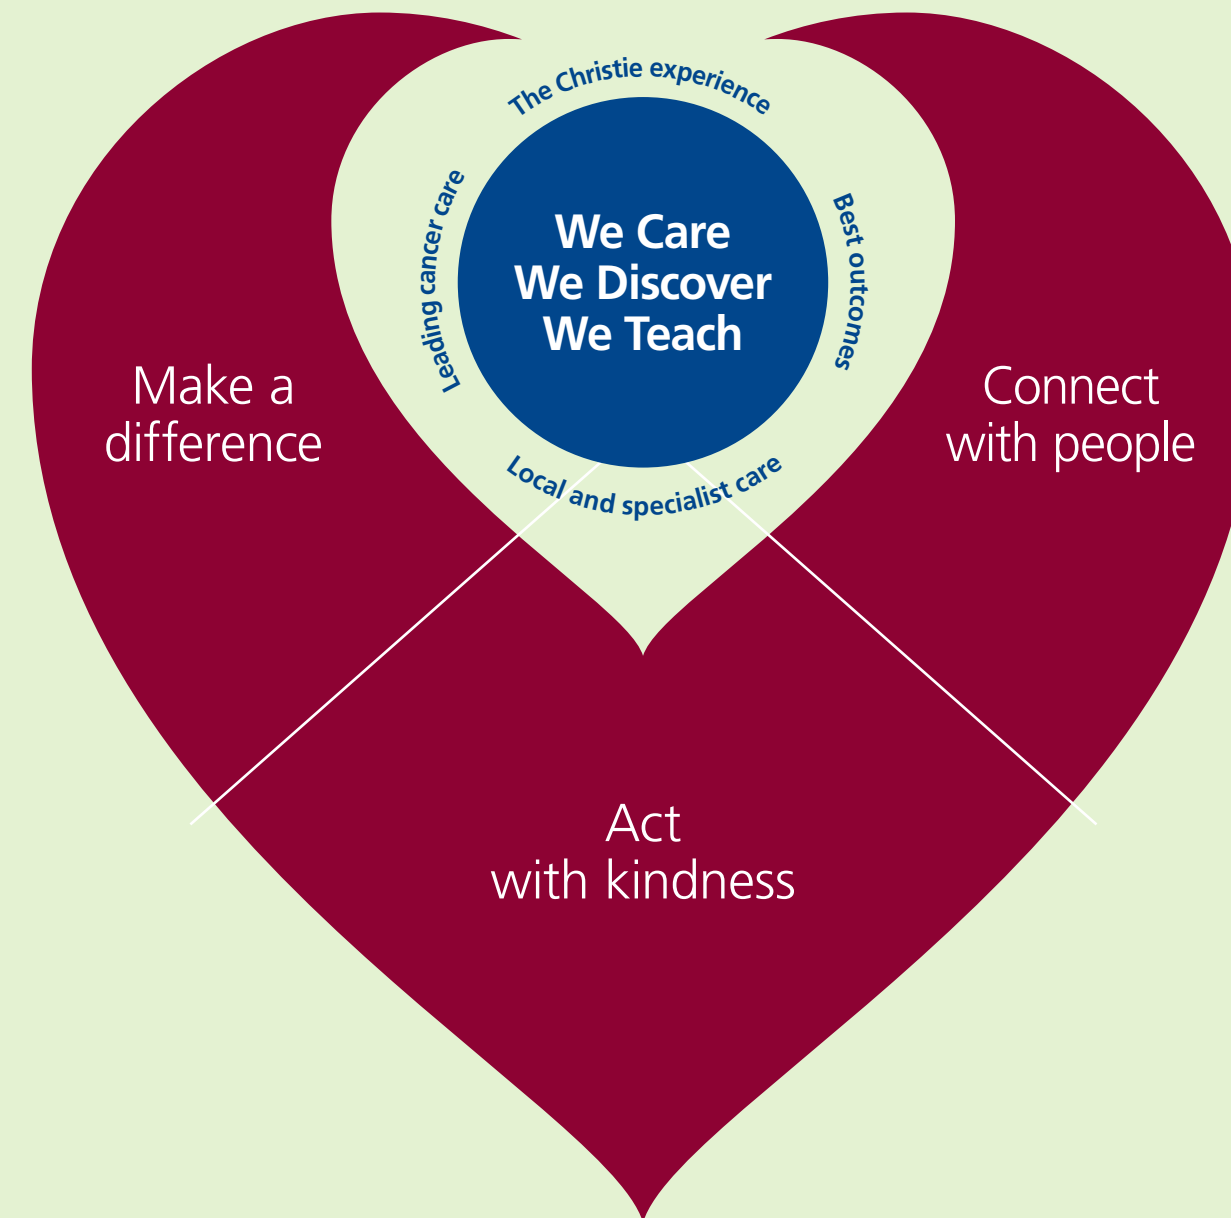 The Christie experience
Leading cancer care
We Care
We Discover
We Teach
Best outcomes
Local and specialist care
Make a
difference
Connect
with people
Act
with kindness